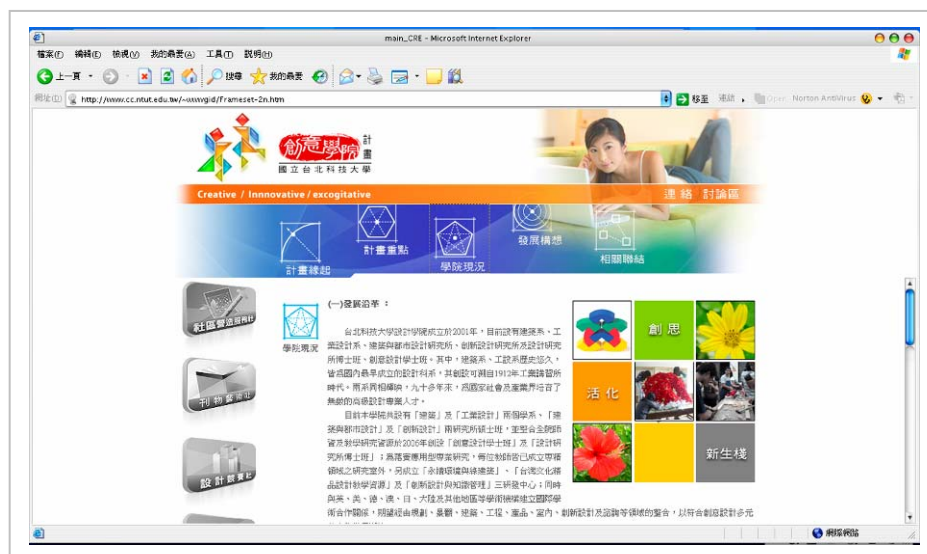 main_CRE - Microsoft Internet Explorer
檔案(F) 編輯(E) 檢視(V) 我的最愛(A) 工具(T) 說明(H)
上一頁 搜尋 我的最愛
網址(D) http://www.cc.ntut.edu.tw/~wwwgid/frameset-2n.htm 移至 連結 Norton AntiVirus
創意學院 計畫
國立台北科技大學
Creative / Innnovative / excogitative 連絡 討論區
計畫緣起 計畫重點 學院現況 發展構想 相關聯結
社區營造服務社
刊物藝術社
設計競賽社
學院現況
(一)發展沿革：
台北科技大學設計學院成立於2001年，目前設有建築系、工
業設計系、建築與都市設計研究所、創新設計研究所及設計研究
所博士班、創意設計學士班。其中，建築系、工設系歷史悠久，
皆為國內最早成立的設計科系，其創設可溯自1912年工業講習所
時代。兩系同相輝映，九十多年來，為國家社會及產業界培育了
無數的高級設計專業人才。
目前本學院共設有「建築」及「工業設計」兩個學系、「建
築與都市設計」及「創新設計」兩研究所碩士班，並整合全院師
資及教學研究資源於2006年創設「創意設計學士班」及「設計研
究所博士班」；為落實應用型專業研究，每位教師皆已成立專題
領域之研究室外，另成立「永續環境與綠建築」、「台灣文化商
品設計教學資源」及「創新設計與知識管理」三研發中心；同時
與英、美、德、澳、日、大陸及其他地區等學術機構建立國際學
術合作關係，期望經由規劃、景觀、建築、工程、產品、室內、創新設計及諮詢等領域的整合，以符合創意設計多元
創思
活化
新生棧
網際網路